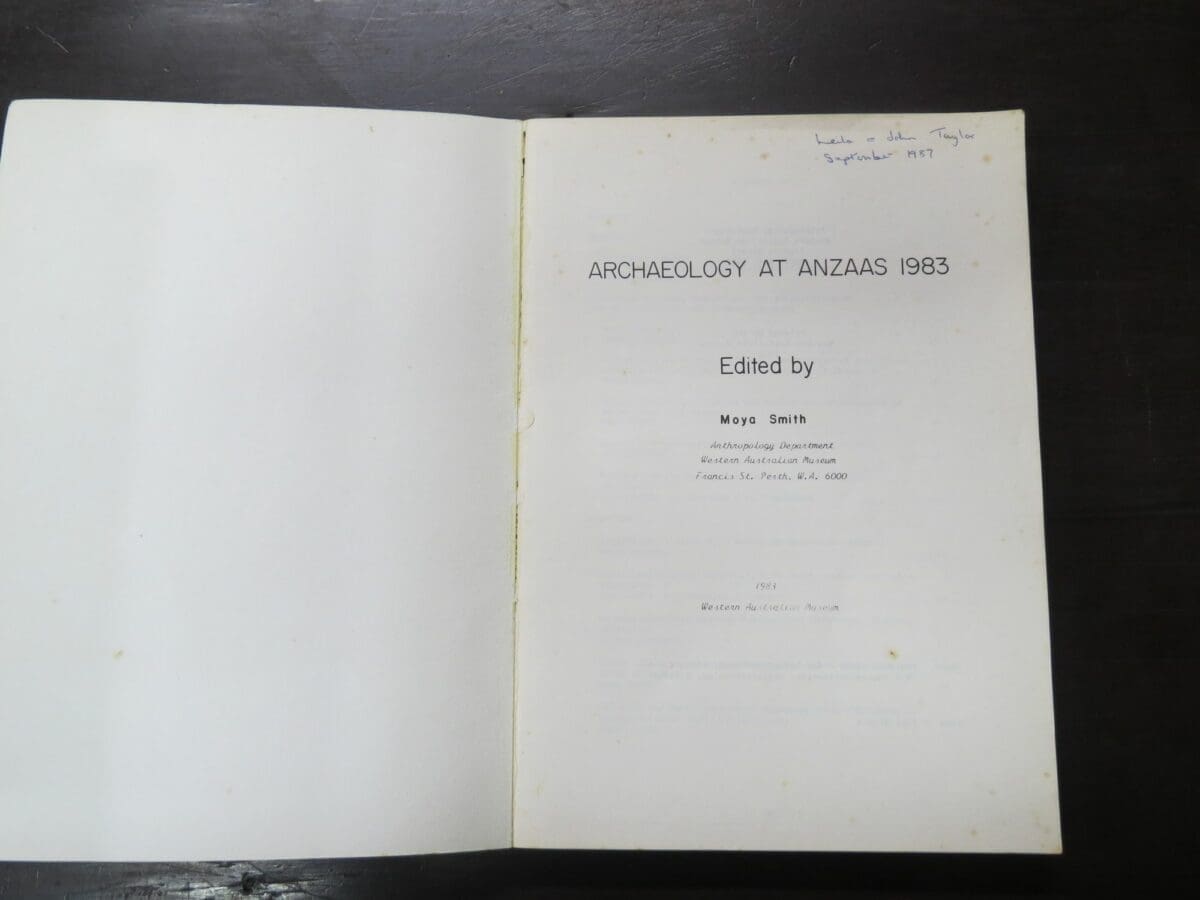 Leila & John Taylor
September 1987
ARCHAEOLOGY AT ANZAAS 1983
Edited by
Moya Smith
Anthropology Department
Western Australian Museum
Francis St. Perth. W.A. 6000
1983
Western Australian Museum